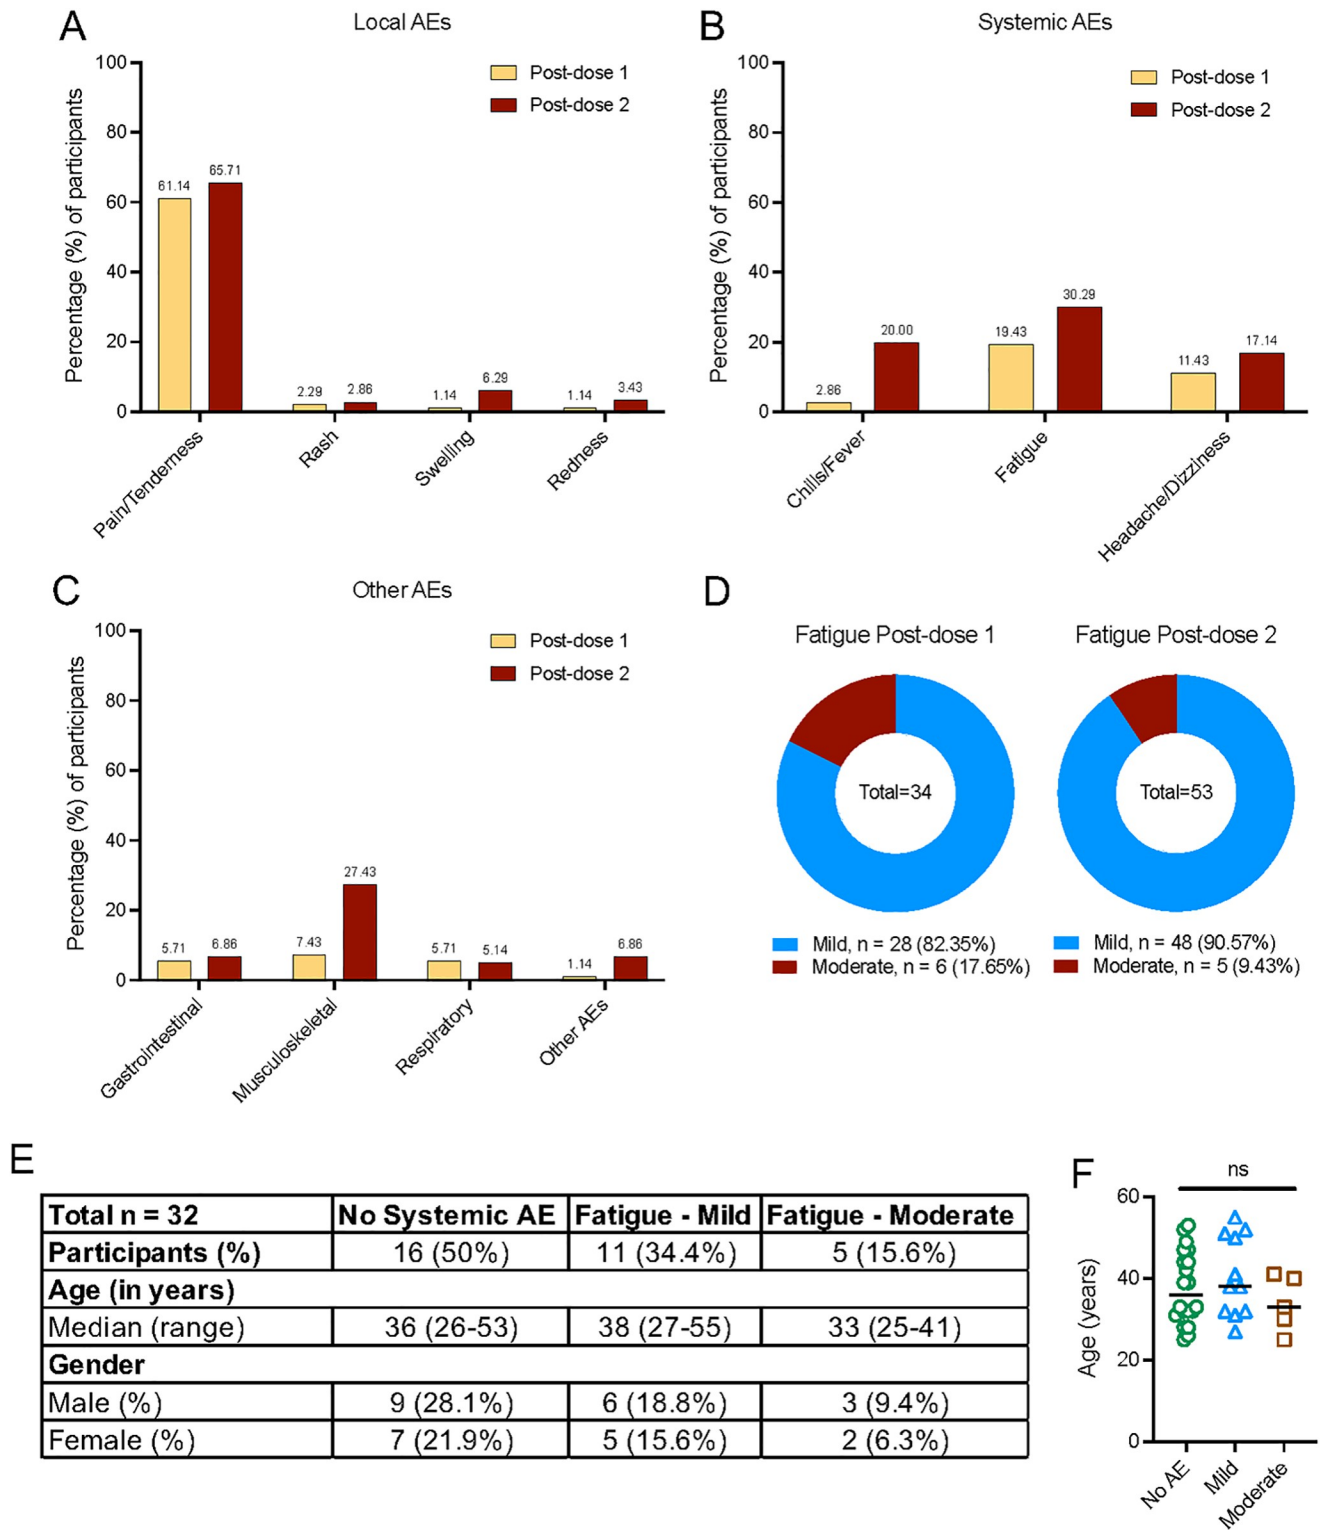 A
Local AEs
Percentage (%) of participants
100
80
60
40
20
0
Post-dose 1
Post-dose 2
61.14
65.71
2.29
2.86
1.14
6.29
1.14
3.43
Pain/Tenderness
Rash
Swelling
Redness
B
Systemic AEs
Percentage (%) of participants
100
80
60
40
20
0
Post-dose 1
Post-dose 2
2.86
20.00
19.43
30.29
11.43
17.14
Chills/Fever
Fatigue
Headache/Dizziness
C
Other AEs
Percentage (%) of participants
100
80
60
40
20
0
Post-dose 1
Post-dose 2
5.71
6.86
7.43
27.43
5.71
5.14
1.14
6.86
Gastrointestinal
Musculoskeletal
Respiratory
Other AEs
D
Fatigue Post-dose 1
Total=34
Mild, n = 28 (82.35%)
Moderate, n = 6 (17.65%)
Fatigue Post-dose 2
Total=53
Mild, n = 48 (90.57%)
Moderate, n = 5 (9.43%)
E
Total n = 32 No Systemic AE Fatigue - Mild Fatigue - Moderate
Participants (%) 16 (50%) 11 (34.4%) 5 (15.6%)
Age (in years)
Median (range) 36 (26-53) 38 (27-55) 33 (25-41)
Gender
Male (%) 9 (28.1%) 6 (18.8%) 3 (9.4%)
Female (%) 7 (21.9%) 5 (15.6%) 2 (6.3%)
F
ns
Age (years)
60
40
20
0
No AE
Mild
Moderate